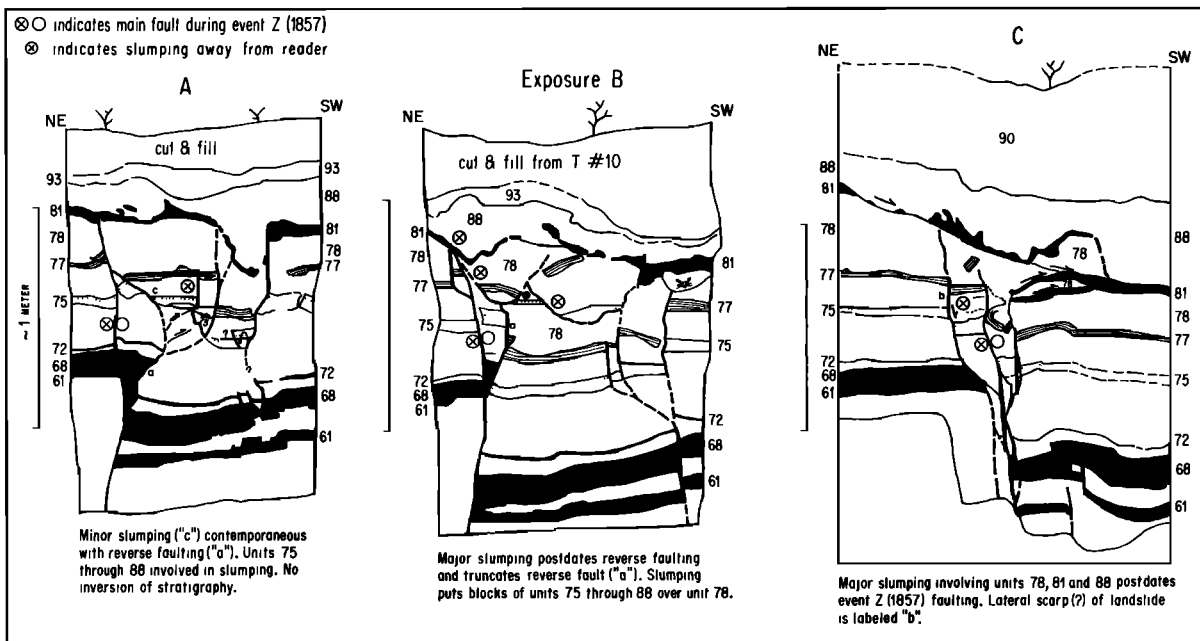 ⊗○ indicates main fault during event Z (1857)
⊗ indicates slumping away from reader
A
NE
SW
cut & fill
93
93
88
81
81
78
78
77
77
75
c
a
72
72
68
68
61
61
~ 1 METER
Minor slumping ("c") contemporaneous
with reverse faulting ("a"). Units 75
through 88 involved in slumping. No
inversion of stratigraphy.
Exposure B
NE
SW
cut & fill from T #10
93
88
81
81
78
78
77
77
75
75
a
78
72
72
68
68
61
61
Major slumping postdates reverse faulting
and truncates reverse fault ("a"). Slumping
puts blocks of units 75 through 88 over unit 78.
C
NE
SW
90
88
88
81
81
78
78
78
77
77
b
75
75
72
72
68
68
61
61
Major slumping involving units 78, 81 and 88 postdates
event Z (1857) faulting. Lateral scarp(?) of landslide
is labeled "b".